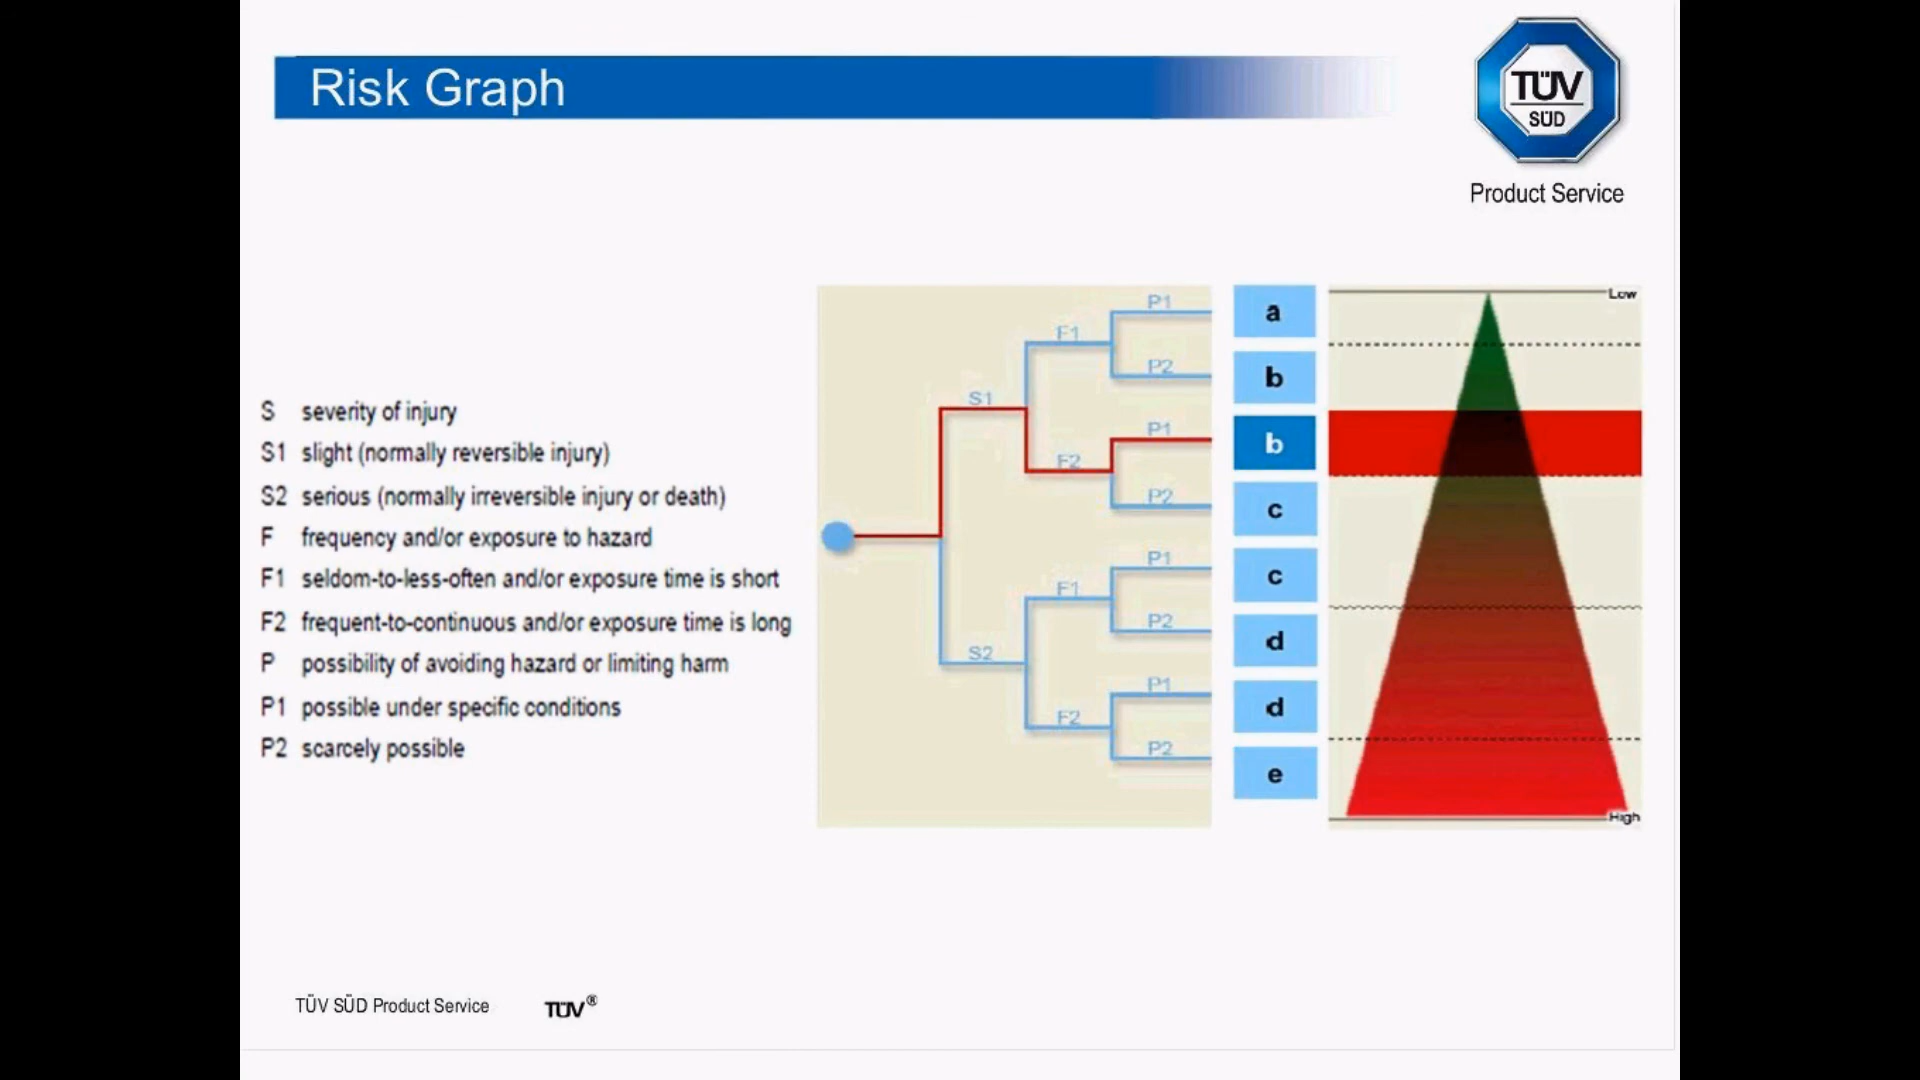 Risk Graph
TÜV
SÜD
Product Service
S severity of injury
S1 slight (normally reversible injury)
S2 serious (normally irreversible injury or death)
F frequency and/or exposure to hazard
F1 seldom-to-less-often and/or exposure time is short
F2 frequent-to-continuous and/or exposure time is long
P possibility of avoiding hazard or limiting harm
P1 possible under specific conditions
P2 scarcely possible
S1
S2
F1
F2
F1
F2
P1
P2
P1
P2
P1
P2
P1
P2
a
b
b
c
c
d
d
e
Low
High
TÜV SÜD Product Service TÜV®